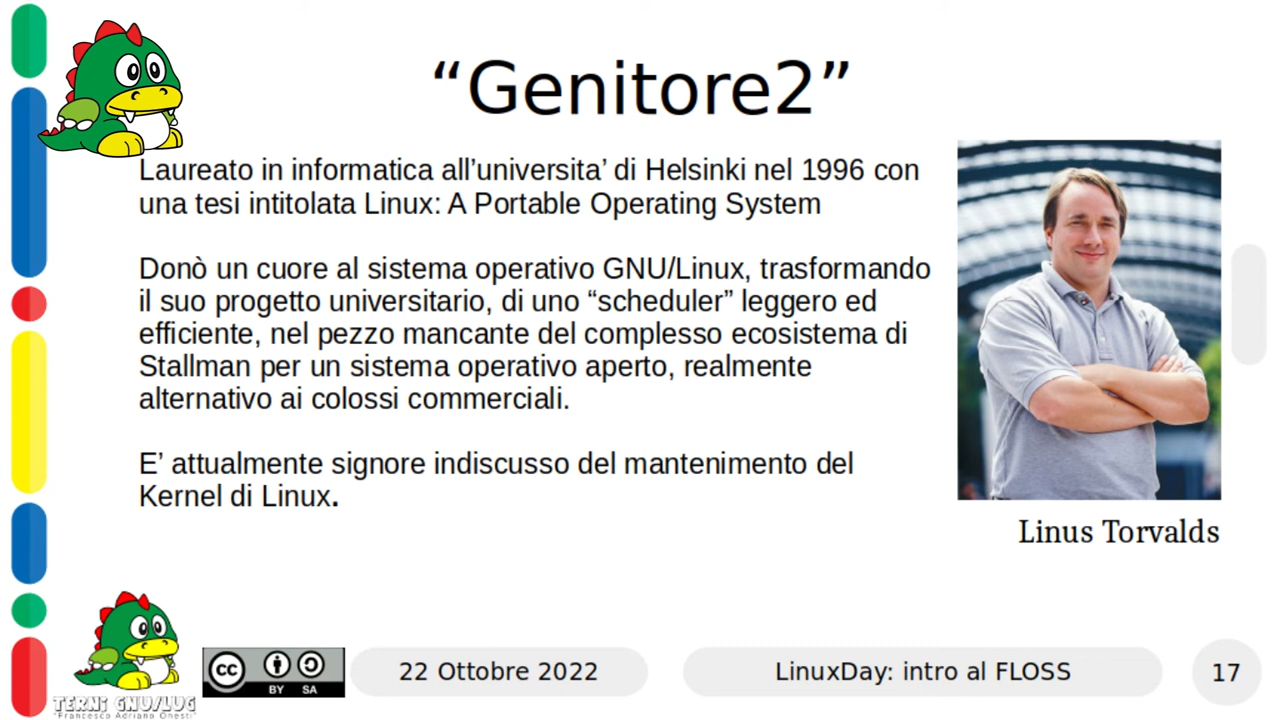 “Genitore2”
Laureato in informatica all’universita’ di Helsinki nel 1996 con
una tesi intitolata Linux: A Portable Operating System
Donò un cuore al sistema operativo GNU/Linux, trasformando
il suo progetto universitario, di uno “scheduler” leggero ed
efficiente, nel pezzo mancante del complesso ecosistema di
Stallman per un sistema operativo aperto, realmente
alternativo ai colossi commerciali.
E’ attualmente signore indiscusso del mantenimento del
Kernel di Linux.
Linus Torvalds
TERNI GNU/LUG
"Francesco Adriano Onesti"
cc
BY SA
22 Ottobre 2022
LinuxDay: intro al FLOSS
17